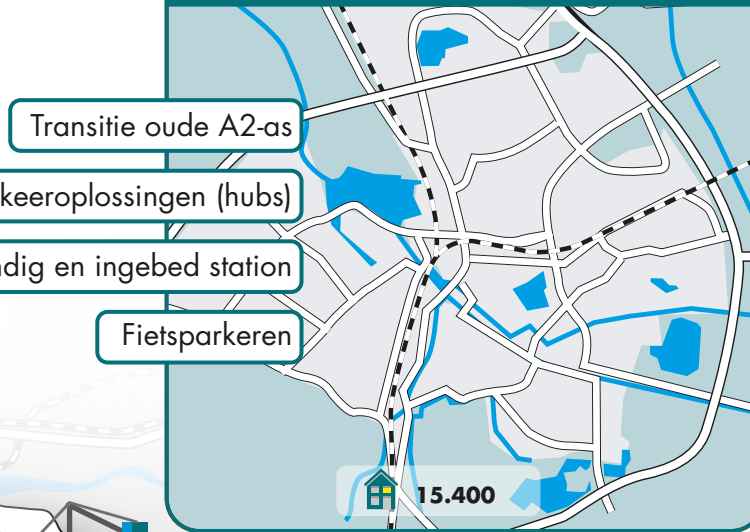 Transitie oude A2-as
keeroplossingen (hubs)
dig en ingebed station
Fietsparkeren
15.400